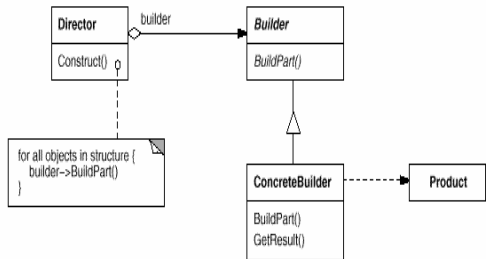 Director
builder
Builder
Construct()
BuildPart()
for all objects in structure {
builder->BuildPart()
}
ConcreteBuilder
Product
BuildPart()
GetResult()